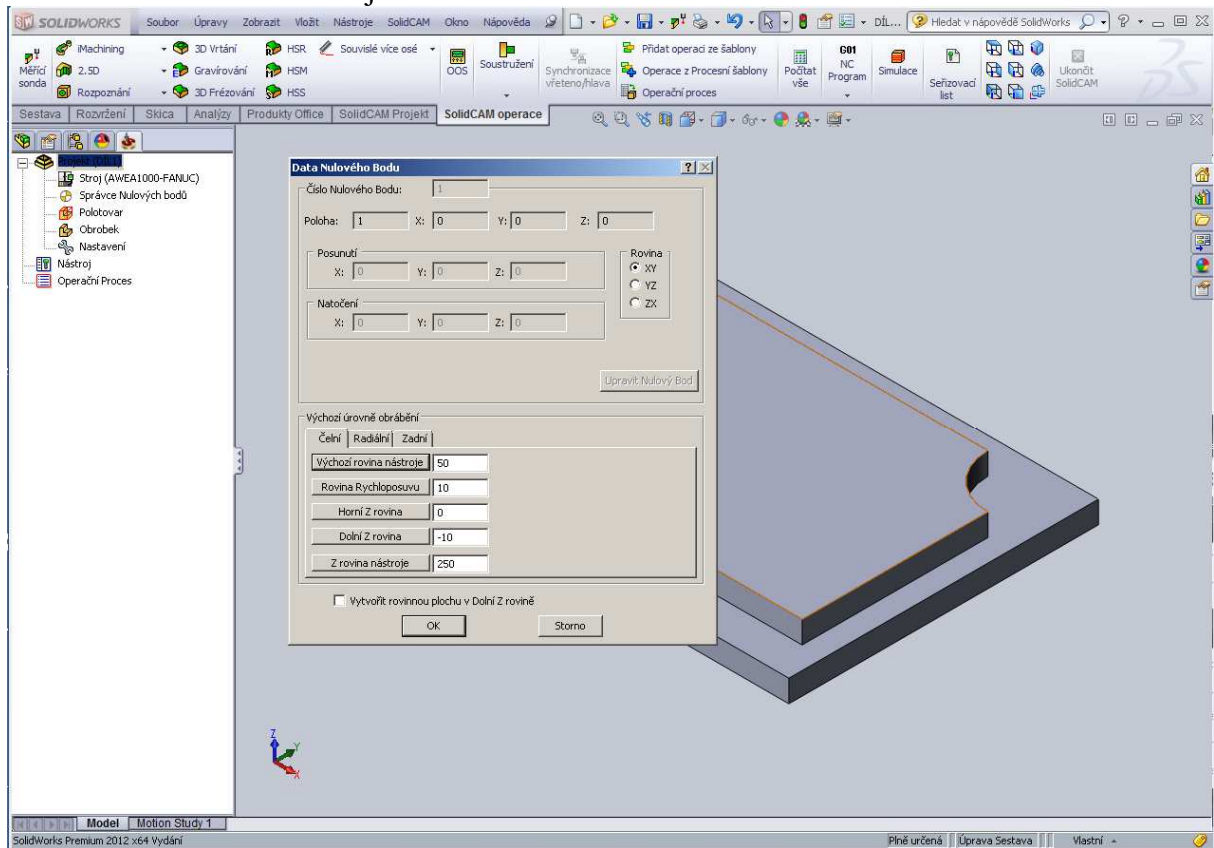 SOLIDWORKS Soubor Úpravy Zobrazit Vložit Nástroje SolidCAM Okno Nápověda DíL... Hledat v nápovědě SolidWorks
Měřicí sonda
iMachining
2.5D
Rozpoznání
3D Vrtání
Gravírování
3D Frézování
HSR
HSM
HSS
Souvislé více osé
OOS
Soustružení
Synchronizace vřeteno/hlava
Přidat operaci ze šablony
Operace z Procesní šablony
Operační proces
Počítat vše
G01
NC Program
Simulace
Seřizovací list
Ukončit SolidCAM
Sestava Rozvržení Skica Analýzy Produkty Office SolidCAM Projekt SolidCAM operace
Projekt (DIL1)
Stroj (AWEA1000-FANUC)
Správce Nulových bodů
Polotovar
Obrobek
Nastavení
Nástroj
Operační Proces
Data Nulového Bodu
Číslo Nulového Bodu: 1
Poloha: 1 X: 0 Y: 0 Z: 0
Posunutí
X: 0 Y: 0 Z: 0
Natočení
X: 0 Y: 0 Z: 0
Rovina
XY
YZ
ZX
Upravit Nulový Bod
Výchozí úrovně obrábění
Čelní Radiální Zadní
Výchozí rovina nástroje 50
Rovina Rychloposuvu 10
Horní Z rovina 0
Dolní Z rovina -10
Z rovina nástroje 250
Vytvořit rovinnou plochu v Dolní Z rovině
OK Storno
Z
Y
X
Model Motion Study 1
SolidWorks Premium 2012 x64 Vydání Plně určená Úprava Sestava Vlastní